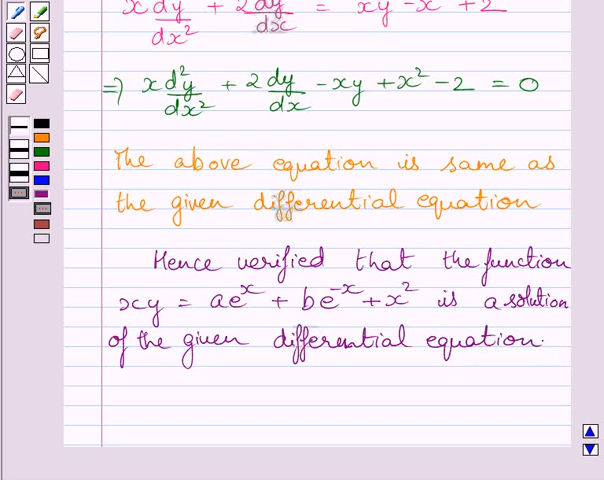 x d²y/dx² + 2 dy/dx = xy - x² + 2
⇒ x d²y/dx² + 2 dy/dx - xy + x² - 2 = 0
The above equation is same as
the given differential equation
Hence verified that the function
xy = ae^x + be^-x + x² is a solution
of the given differential equation.